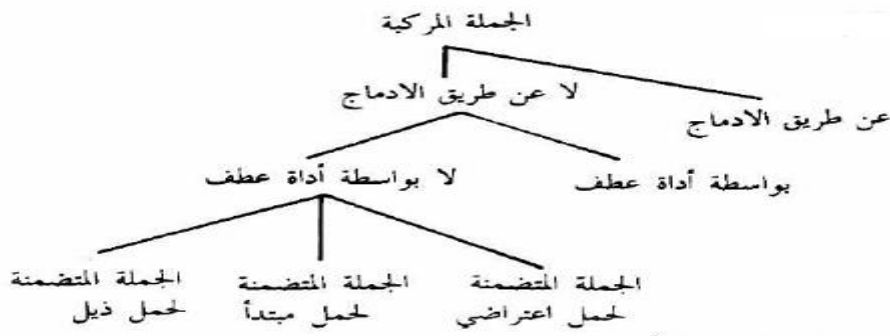 الجملة المركبة
لا عن طريق الادماج
عن طريق الادماج
لا بواسطة أداة عطف
بواسطة أداة عطف
الجملة المتضمنة
لحمل اعتراضي
الجملة المتضمنة
لحمل مبتدأ
الجملة المتضمنة
لحمل ذيل